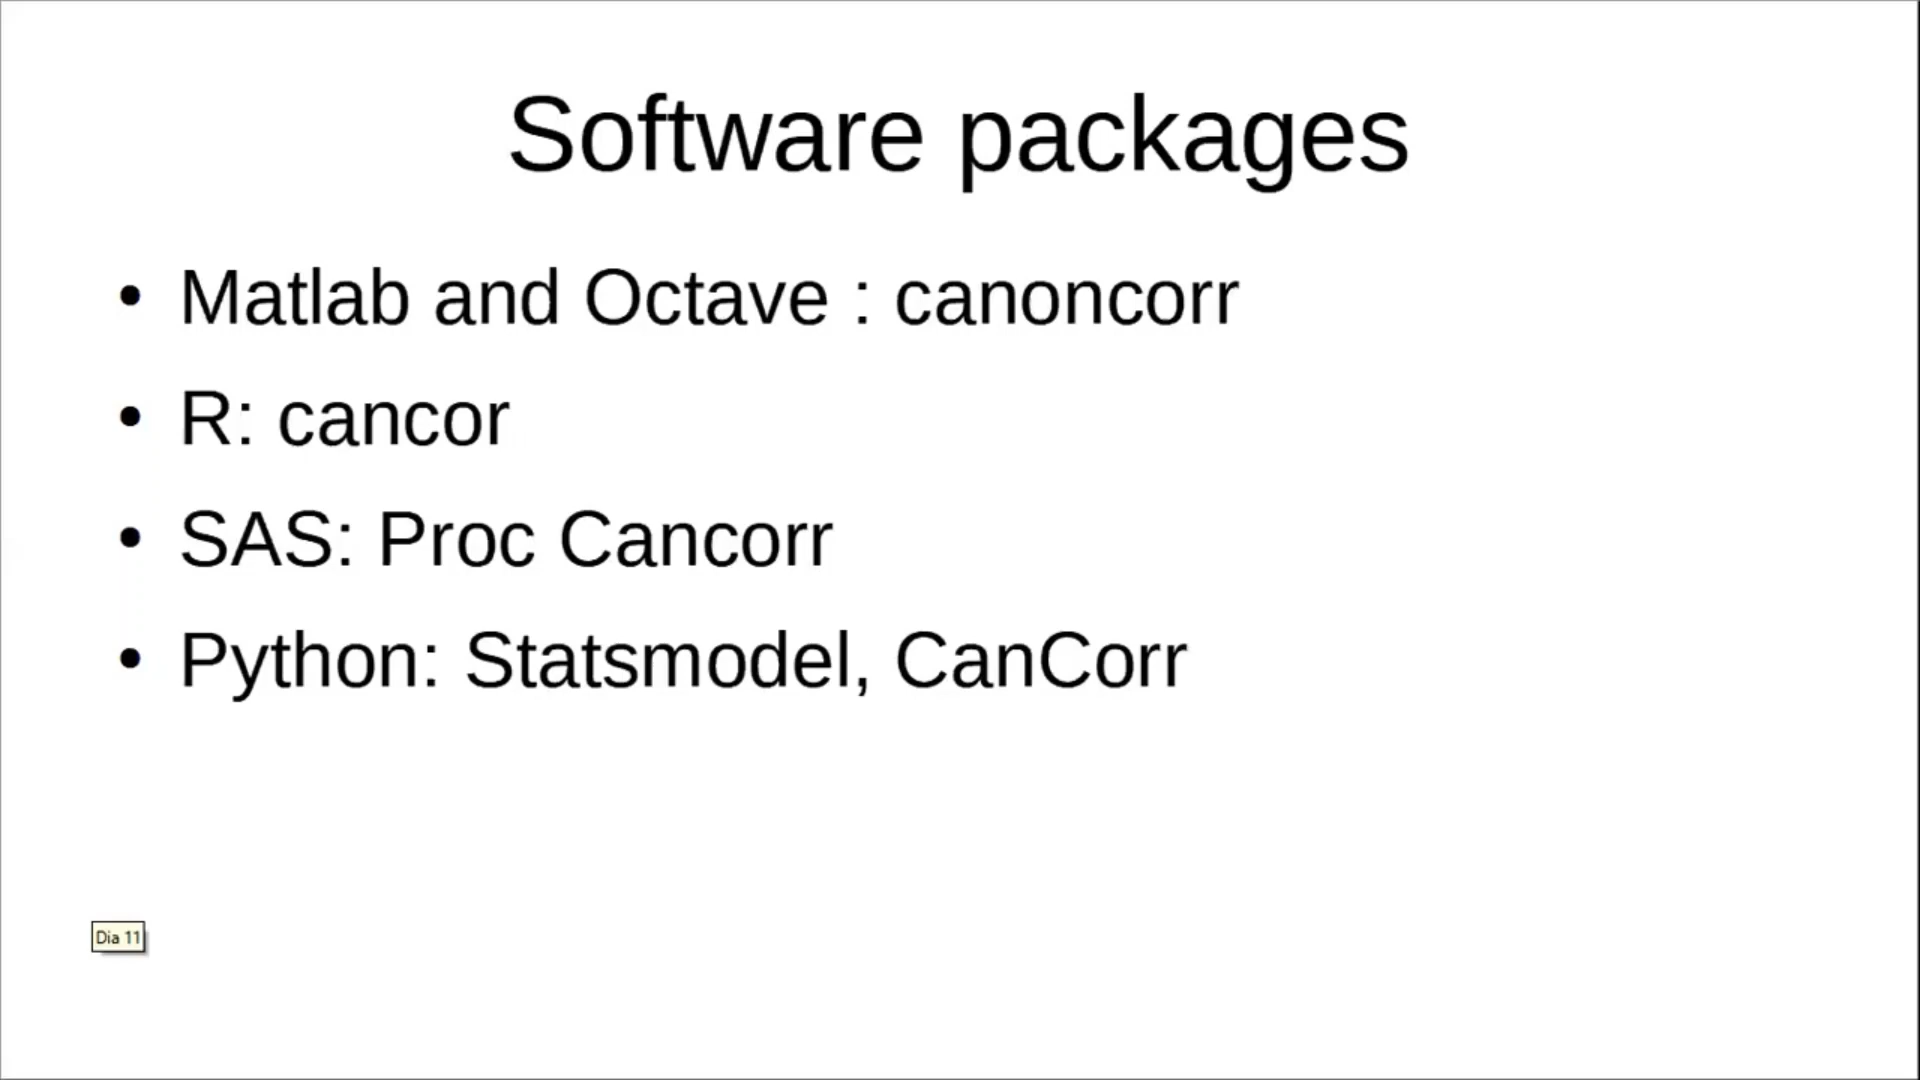 Software packages
• Matlab and Octave : canoncorr
• R: cancor
• SAS: Proc Cancorr
• Python: Statsmodel, CanCorr
Dia 11